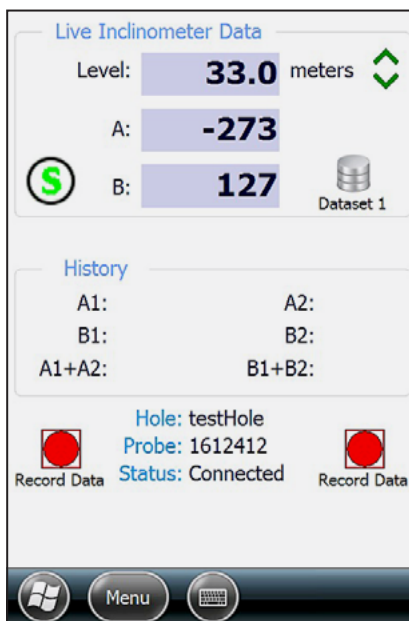 Live Inclinometer Data
Level: 33.0 meters
A: -273
S
B: 127
Dataset 1
History
A1: A2:
B1: B2:
A1+A2: B1+B2:
Hole: testHole
Probe: 1612412
Status: Connected
Record Data Record Data
Menu